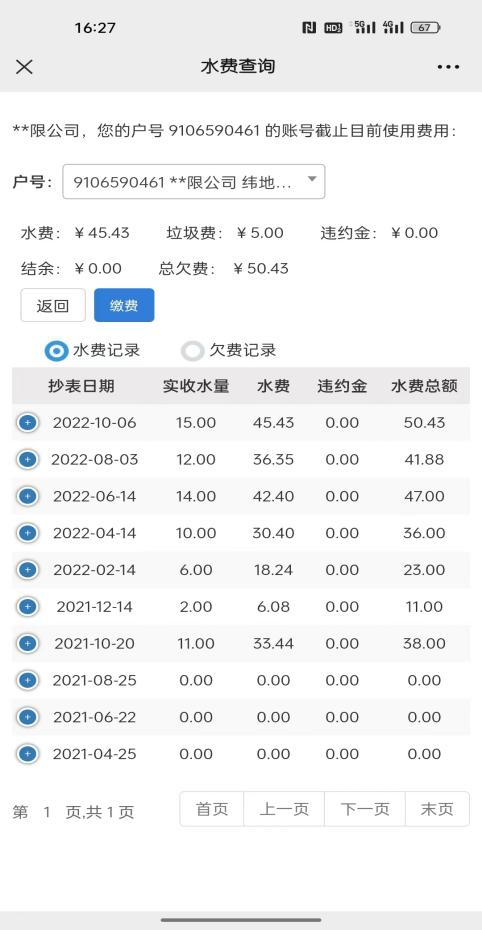 16:27 HD2 5G 4G 67
水费查询
**限公司，您的户号 9106590461 的账号截止目前使用费用：
户号： 9106590461 **限公司 纬地...
水费： ￥45.43 垃圾费： ￥5.00 违约金： ￥0.00
结余： ￥0.00 总欠费： ￥50.43
返回 缴费
水费记录 欠费记录
抄表日期 实收水量 水费 违约金 水费总额
2022-10-06 15.00 45.43 0.00 50.43
2022-08-03 12.00 36.35 0.00 41.88
2022-06-14 14.00 42.40 0.00 47.00
2022-04-14 10.00 30.40 0.00 36.00
2022-02-14 6.00 18.24 0.00 23.00
2021-12-14 2.00 6.08 0.00 11.00
2021-10-20 11.00 33.44 0.00 38.00
2021-08-25 0.00 0.00 0.00 0.00
2021-06-22 0.00 0.00 0.00 0.00
2021-04-25 0.00 0.00 0.00 0.00
第 1 页,共 1 页 首页 上一页 下一页 末页